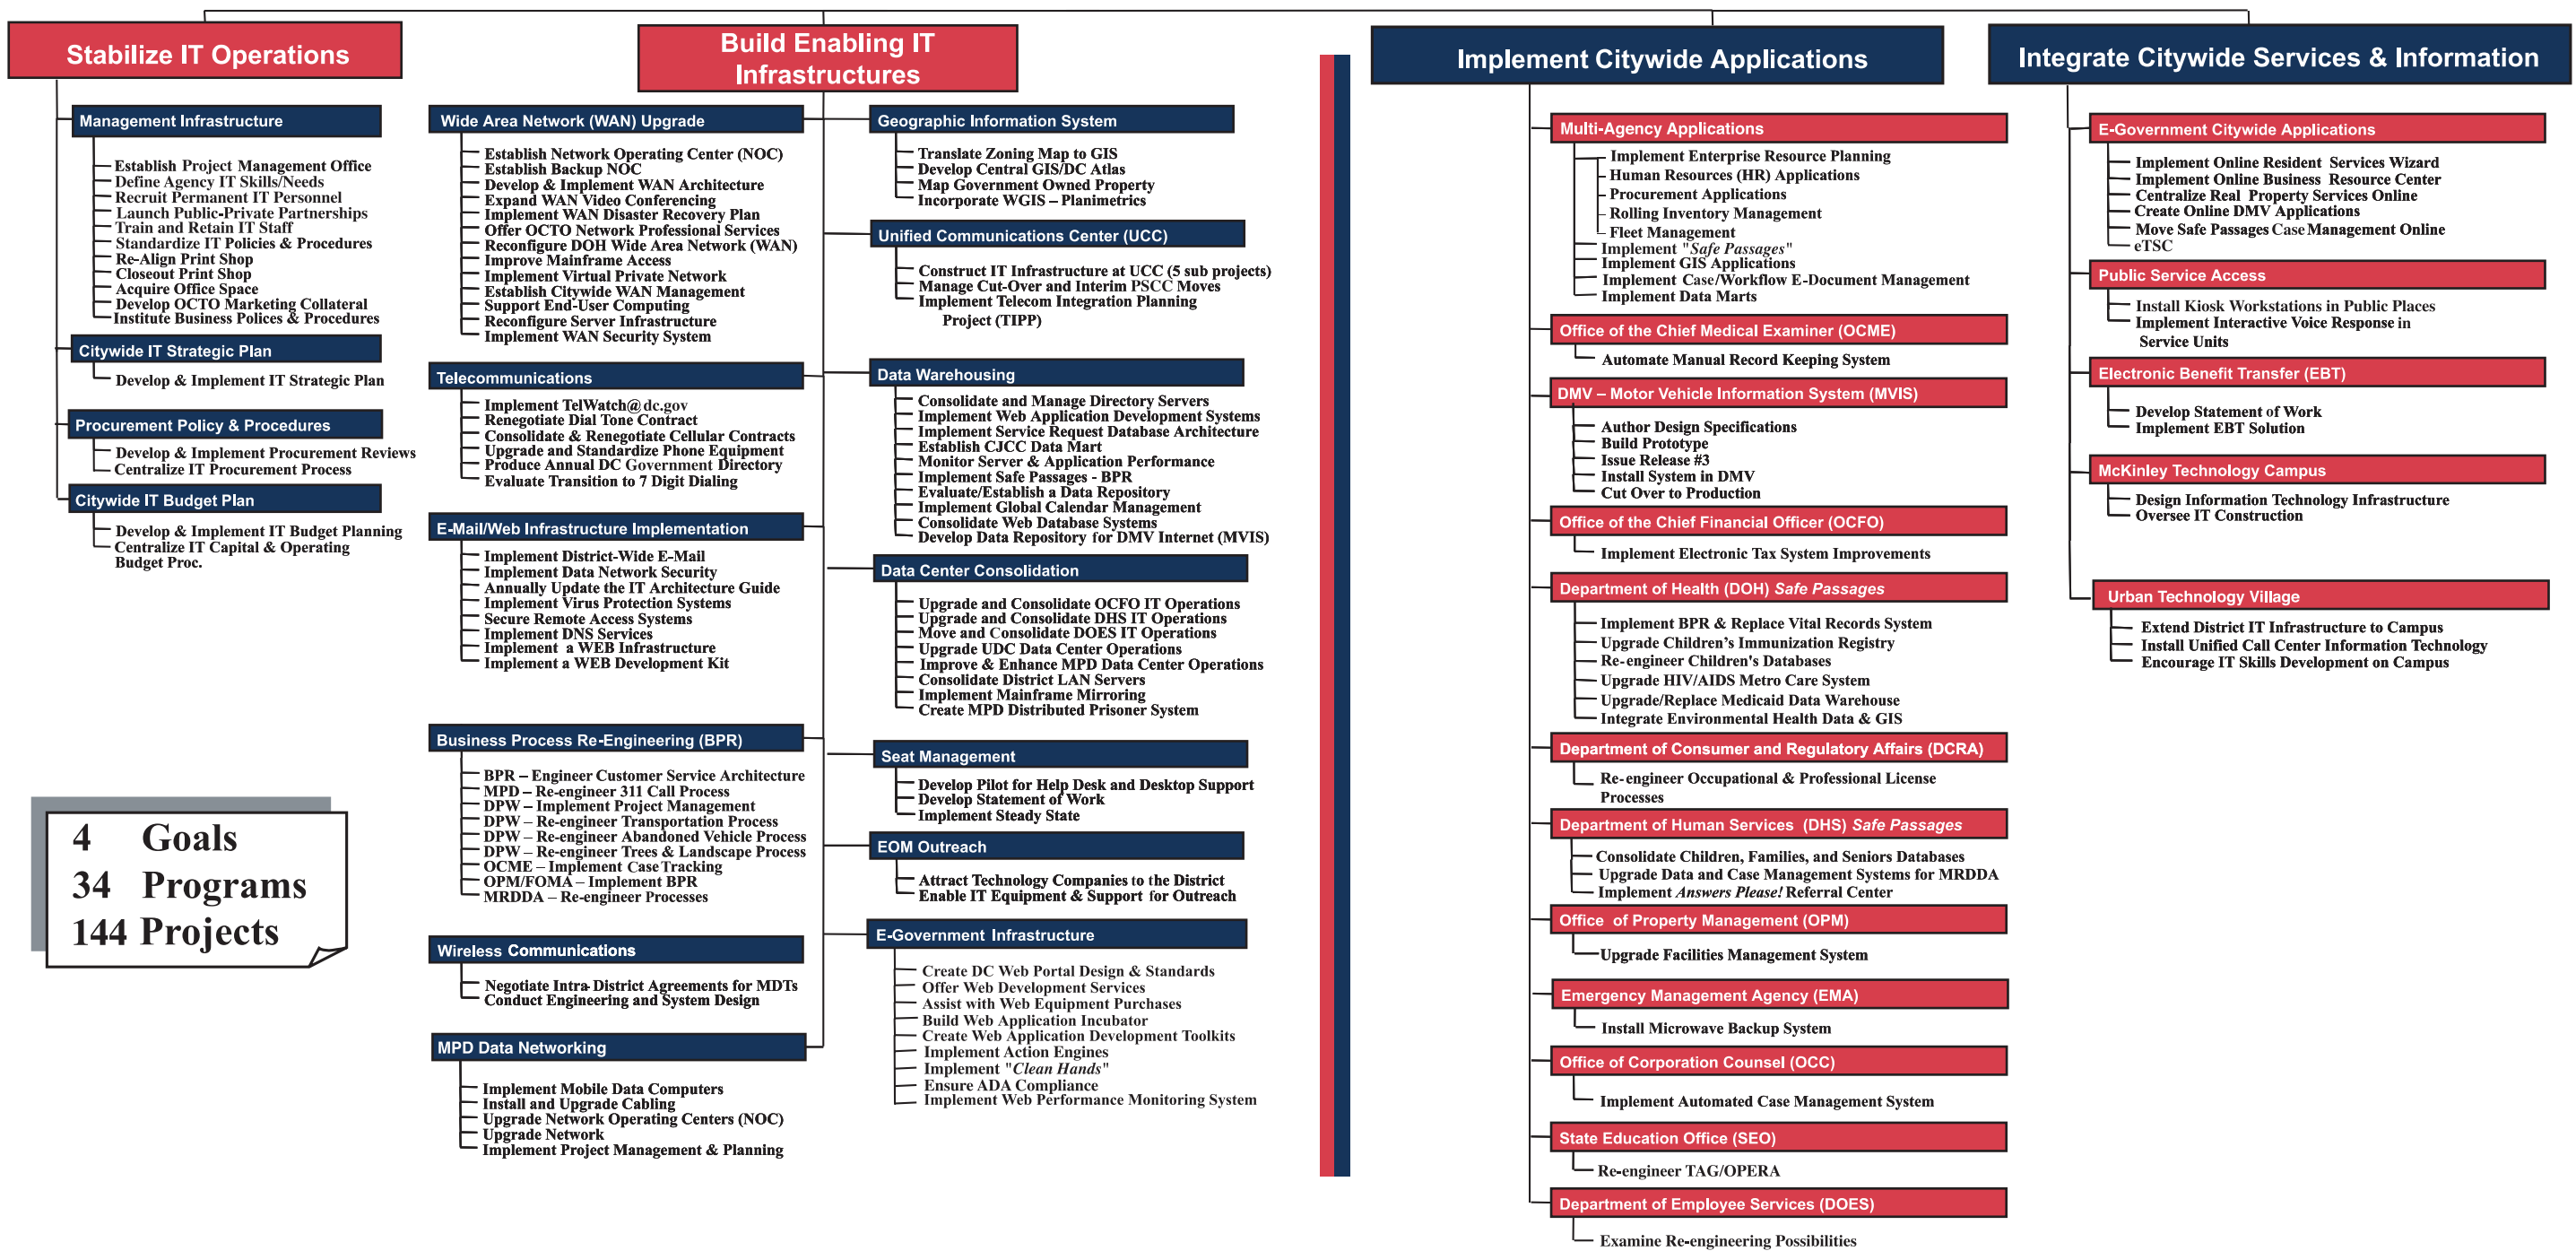 Stabilize IT Operations
Management Infrastructure
Establish Project Management Office
Define Agency IT Skills/Needs
Recruit Permanent IT Personnel
Launch Public-Private Partnerships
Train and Retain IT Staff
Standardize IT Policies & Procedures
Re-Align Print Shop
Closeout Print Shop
Acquire Office Space
Develop OCTO Marketing Collateral
Institute Business Polices & Procedures
Citywide IT Strategic Plan
Develop & Implement IT Strategic Plan
Procurement Policy & Procedures
Develop & Implement Procurement Reviews
Centralize IT Procurement Process
Citywide IT Budget Plan
Develop & Implement IT Budget Planning
Centralize IT Capital & Operating
Budget Proc.
4 Goals
34 Programs
144 Projects
Build Enabling IT
Infrastructures
Wide Area Network (WAN) Upgrade
Establish Network Operating Center (NOC)
Establish Backup NOC
Develop & Implement WAN Architecture
Expand WAN Video Conferencing
Implement WAN Disaster Recovery Plan
Offer OCTO Network Professional Services
Reconfigure DOH Wide Area Network (WAN)
Improve Mainframe Access
Implement Virtual Private Network
Establish Citywide WAN Management
Support End-User Computing
Reconfigure Server Infrastructure
Implement WAN Security System
Telecommunications
Implement TelWatch@dc.gov
Renegotiate Dial Tone Contract
Consolidate & Renegotiate Cellular Contracts
Upgrade and Standardize Phone Equipment
Produce Annual DC Government Directory
Evaluate Transition to 7 Digit Dialing
E-Mail/Web Infrastructure Implementation
Implement District-Wide E-Mail
Implement Data Network Security
Annually Update the IT Architecture Guide
Implement Virus Protection Systems
Secure Remote Access Systems
Implement DNS Services
Implement a WEB Infrastructure
Implement a WEB Development Kit
Business Process Re-Engineering (BPR)
BPR – Engineer Customer Service Architecture
MPD – Re-engineer 311 Call Process
DPW – Implement Project Management
DPW – Re-engineer Transportation Process
DPW – Re-engineer Abandoned Vehicle Process
DPW – Re-engineer Trees & Landscape Process
OCME – Implement Case Tracking
OPM/FOMA – Implement BPR
MRDDA – Re-engineer Processes
Wireless Communications
Negotiate Intra-District Agreements for MDTs
Conduct Engineering and System Design
MPD Data Networking
Implement Mobile Data Computers
Install and Upgrade Cabling
Upgrade Network Operating Centers (NOC)
Upgrade Network
Implement Project Management & Planning
Geographic Information System
Translate Zoning Map to GIS
Develop Central GIS/DC Atlas
Map Government Owned Property
Incorporate WGIS – Planimetrics
Unified Communications Center (UCC)
Construct IT Infrastructure at UCC (5 sub projects)
Manage Cut-Over and Interim PSCC Moves
Implement Telecom Integration Planning
Project (TIPP)
Data Warehousing
Consolidate and Manage Directory Servers
Implement Web Application Development Systems
Implement Service Request Database Architecture
Establish CJCC Data Mart
Monitor Server & Application Performance
Implement Safe Passages - BPR
Evaluate/Establish a Data Repository
Implement Global Calendar Management
Consolidate Web Database Systems
Develop Data Repository for DMV Internet (MVIS)
Data Center Consolidation
Upgrade and Consolidate OCFO IT Operations
Upgrade and Consolidate DHS IT Operations
Move and Consolidate DOES IT Operations
Upgrade UDC Data Center Operations
Improve & Enhance MPD Data Center Operations
Consolidate District LAN Servers
Implement Mainframe Mirroring
Create MPD Distributed Prisoner System
Seat Management
Develop Pilot for Help Desk and Desktop Support
Develop Statement of Work
Implement Steady State
EOM Outreach
Attract Technology Companies to the District
Enable IT Equipment & Support for Outreach
E-Government Infrastructure
Create DC Web Portal Design & Standards
Offer Web Development Services
Assist with Web Equipment Purchases
Build Web Application Incubator
Create Web Application Development Toolkits
Implement Action Engines
Implement "Clean Hands"
Ensure ADA Compliance
Implement Web Performance Monitoring System
Implement Citywide Applications
Multi-Agency Applications
Implement Enterprise Resource Planning
Human Resources (HR) Applications
Procurement Applications
Rolling Inventory Management
Fleet Management
Implement "Safe Passages"
Implement GIS Applications
Implement Case/Workflow E-Document Management
Implement Data Marts
Office of the Chief Medical Examiner (OCME)
Automate Manual Record Keeping System
DMV – Motor Vehicle Information System (MVIS)
Author Design Specifications
Build Prototype
Issue Release #3
Install System in DMV
Cut Over to Production
Office of the Chief Financial Officer (OCFO)
Implement Electronic Tax System Improvements
Department of Health (DOH) Safe Passages
Implement BPR & Replace Vital Records System
Upgrade Children's Immunization Registry
Re-engineer Children's Databases
Upgrade HIV/AIDS Metro Care System
Upgrade/Replace Medicaid Data Warehouse
Integrate Environmental Health Data & GIS
Department of Consumer and Regulatory Affairs (DCRA)
Re-engineer Occupational & Professional License
Processes
Department of Human Services (DHS) Safe Passages
Consolidate Children, Families, and Seniors Databases
Upgrade Data and Case Management Systems for MRDDA
Implement Answers Please! Referral Center
Office of Property Management (OPM)
Upgrade Facilities Management System
Emergency Management Agency (EMA)
Install Microwave Backup System
Office of Corporation Counsel (OCC)
Implement Automated Case Management System
State Education Office (SEO)
Re-engineer TAG/OPERA
Department of Employee Services (DOES)
Examine Re-engineering Possibilities
Integrate Citywide Services & Information
E-Government Citywide Applications
Implement Online Resident Services Wizard
Implement Online Business Resource Center
Centralize Real Property Services Online
Create Online DMV Applications
Move Safe Passages Case Management Online
eTSC
Public Service Access
Install Kiosk Workstations in Public Places
Implement Interactive Voice Response in
Service Units
Electronic Benefit Transfer (EBT)
Develop Statement of Work
Implement EBT Solution
McKinley Technology Campus
Design Information Technology Infrastructure
Oversee IT Construction
Urban Technology Village
Extend District IT Infrastructure to Campus
Install Unified Call Center Information Technology
Encourage IT Skills Development on Campus